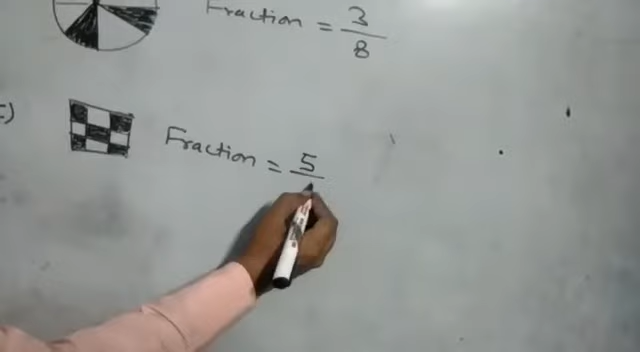 Fraction = 3/8
c) Fraction = 5/